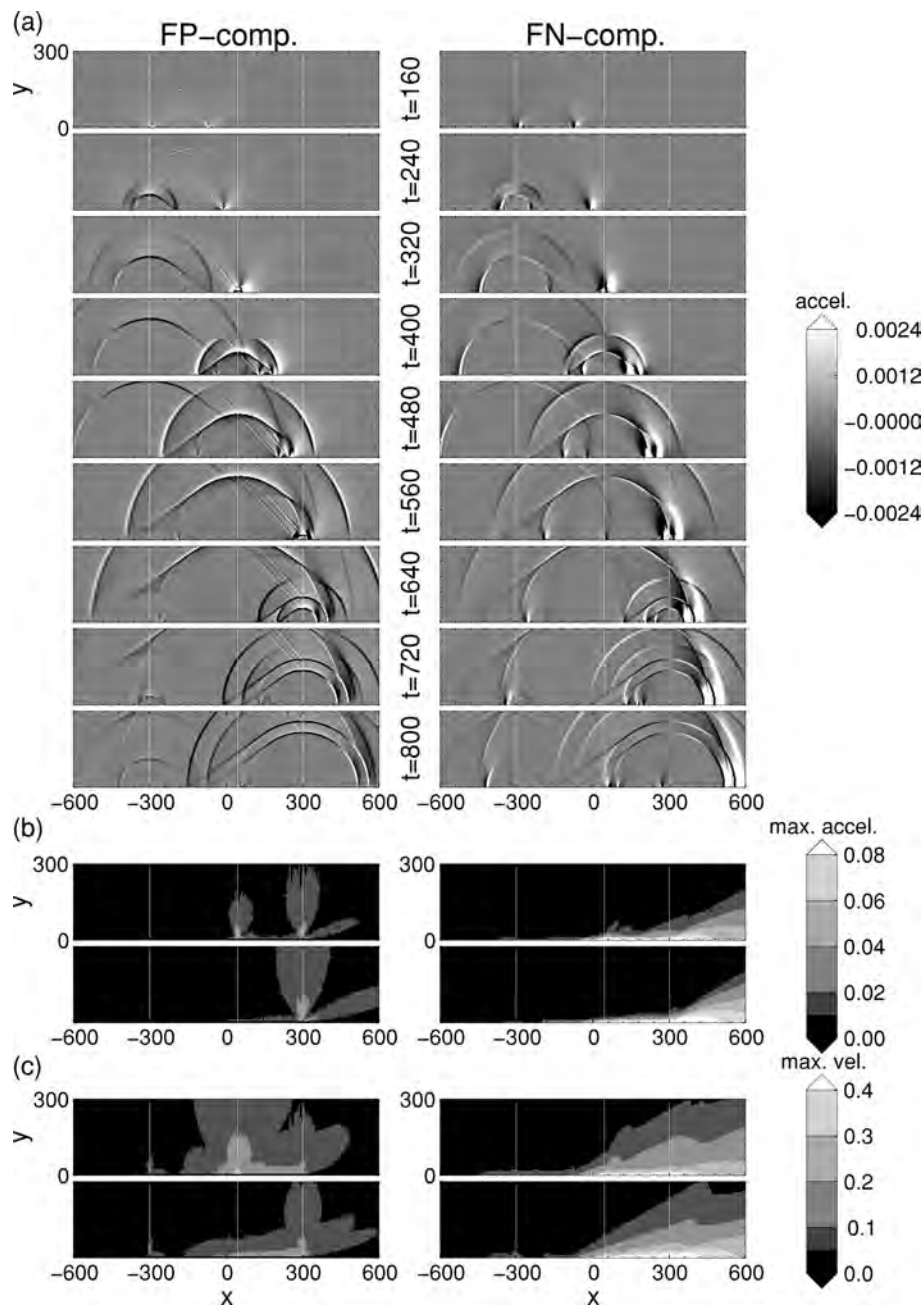 (a)
FP-comp.
FN-comp.
300
y
0
t=160
t=240
t=320
t=400
t=480
t=560
t=640
t=720
t=800
accel.
0.0024
0.0012
-0.0000
-0.0012
-0.0024
-600 -300 0 300 600
-600 -300 0 300 600
(b)
300
y
0
-600 -300 0 300 600
-600 -300 0 300 600
max. accel.
0.08
0.06
0.04
0.02
0.00
(c)
300
y
0
-600 -300 0 300 600
x
-600 -300 0 300 600
x
max. vel.
0.4
0.3
0.2
0.1
0.0